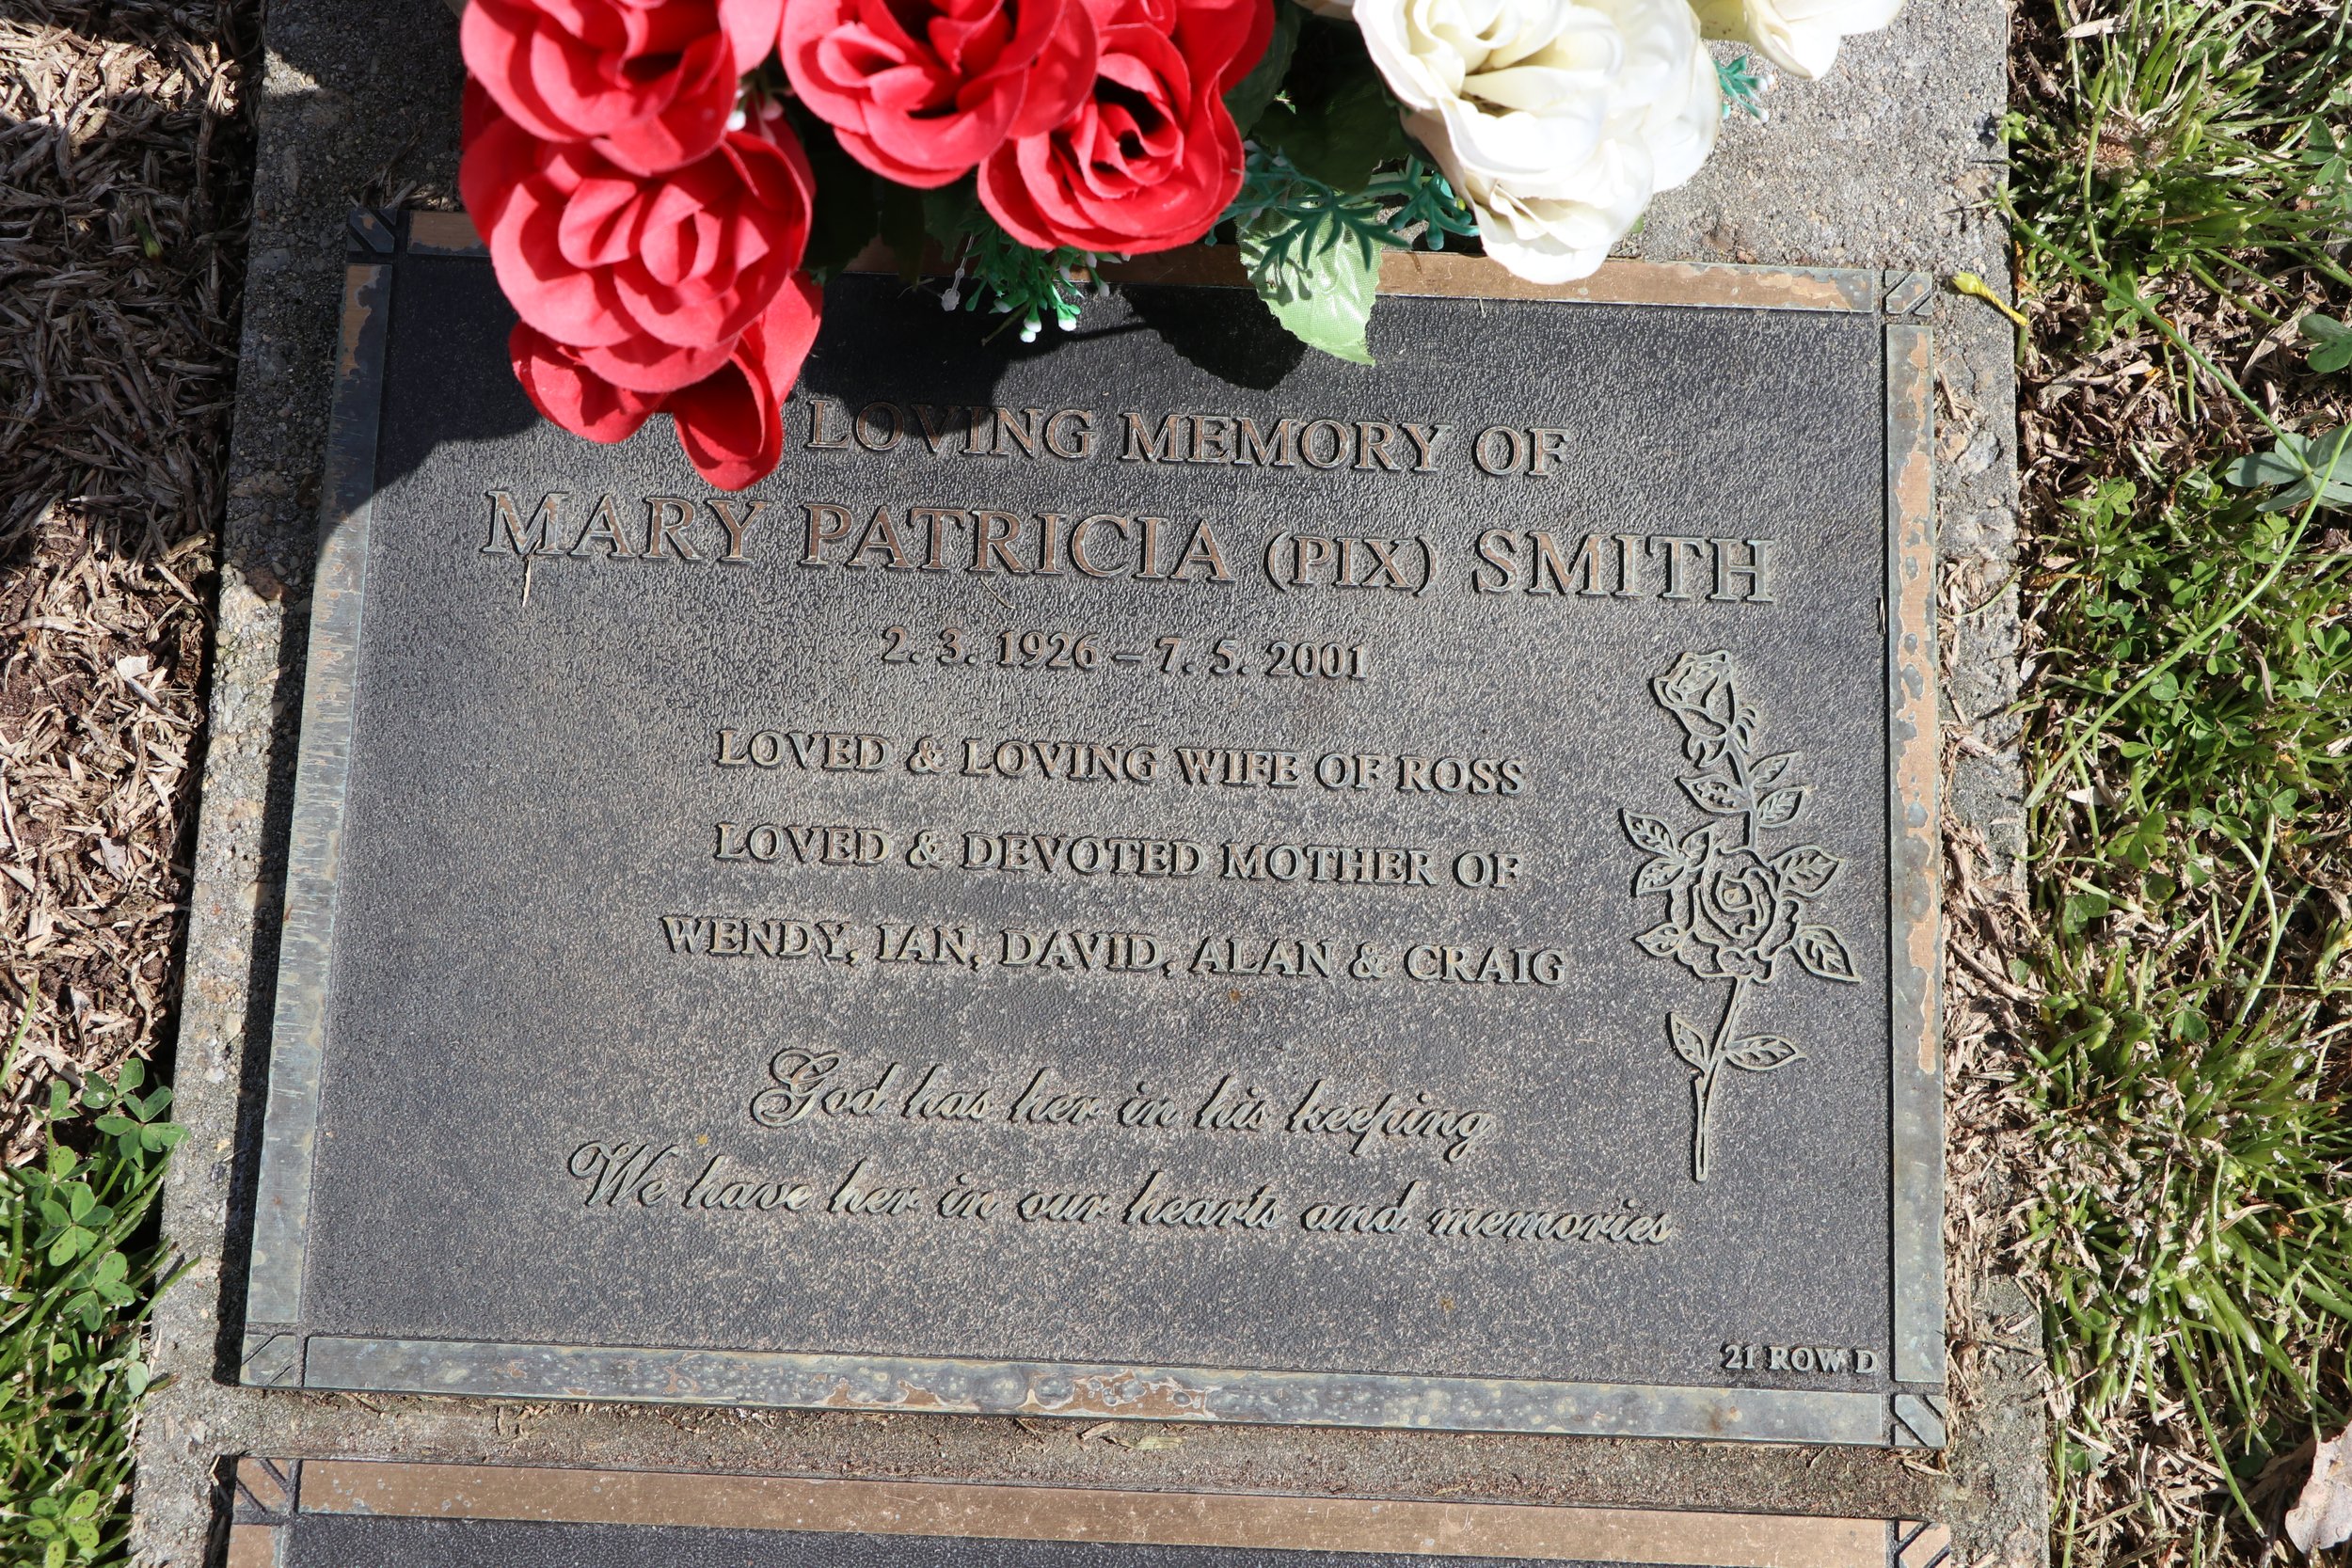 LOVING MEMORY OF
MARY PATRICIA (PIX) SMITH
2. 3. 1926 – 7. 5. 2001
LOVED & LOVING WIFE OF ROSS
LOVED & DEVOTED MOTHER OF
WENDY, IAN, DAVID, ALAN & CRAIG
God has her in his keeping
We have her in our hearts and memories
21 ROW D